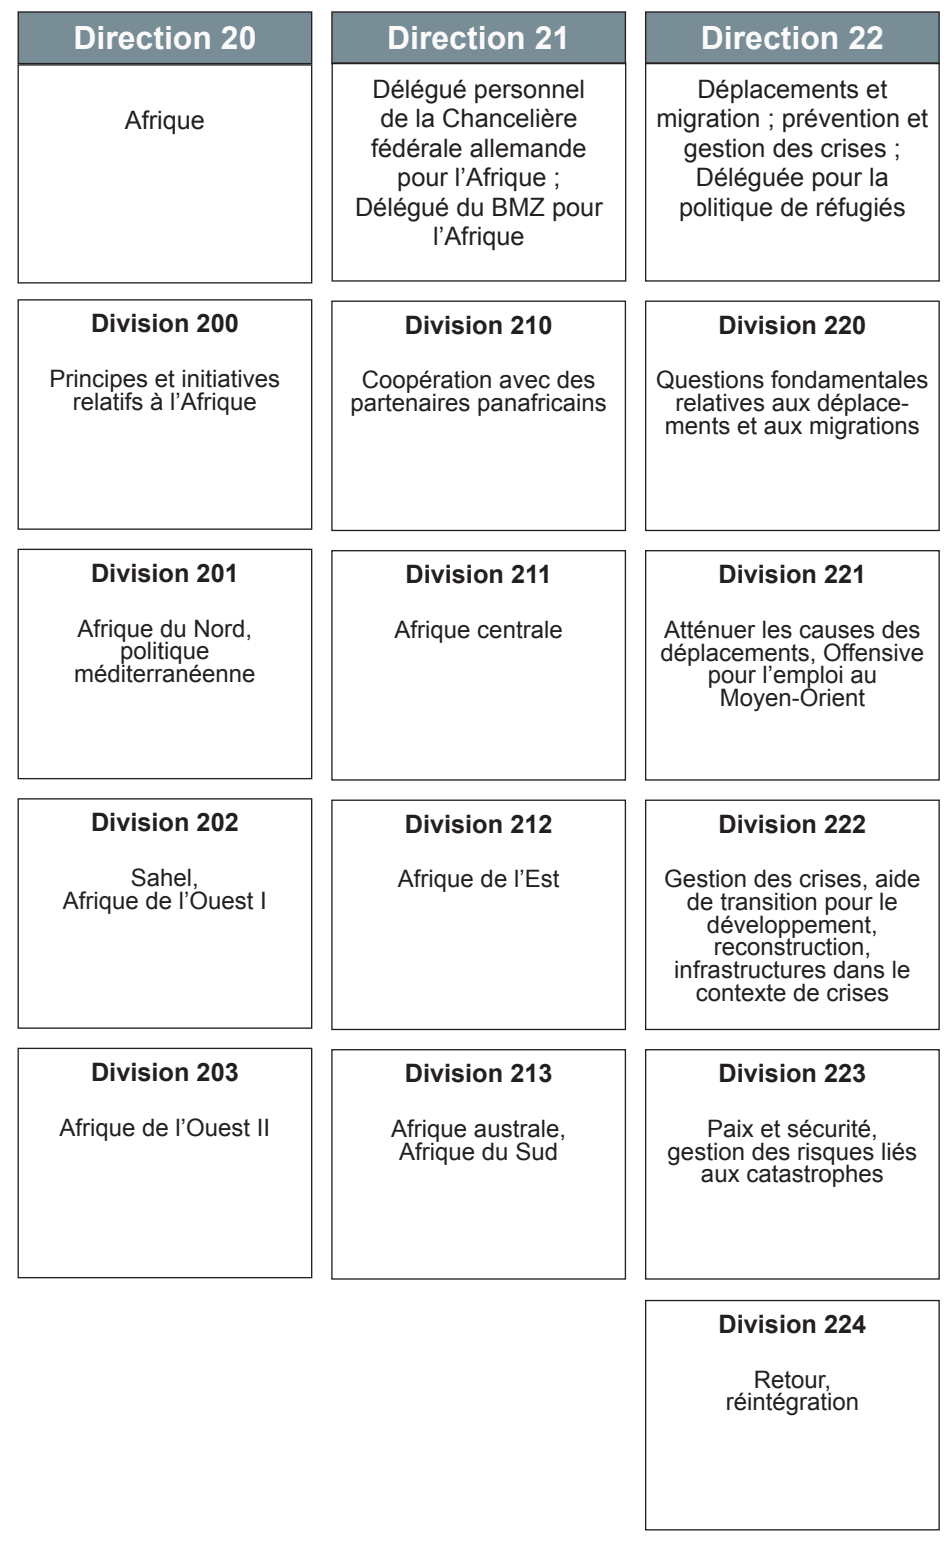 Direction 20
Afrique
Division 200
Principes et initiatives
relatifs à l’Afrique
Division 201
Afrique du Nord,
politique
méditerranéenne
Division 202
Sahel,
Afrique de l’Ouest I
Division 203
Afrique de l’Ouest II
Direction 21
Délégué personnel
de la Chancelière
fédérale allemande
pour l’Afrique ;
Délégué du BMZ pour
l’Afrique
Division 210
Coopération avec des
partenaires panafricains
Division 211
Afrique centrale
Division 212
Afrique de l’Est
Division 213
Afrique australe,
Afrique du Sud
Direction 22
Déplacements et
migration ; prévention et
gestion des crises ;
Déléguée pour la
politique de réfugiés
Division 220
Questions fondamentales
relatives aux déplace-
ments et aux migrations
Division 221
Atténuer les causes des
déplacements, Offensive
pour l’emploi au
Moyen-Orient
Division 222
Gestion des crises, aide
de transition pour le
développement,
reconstruction,
infrastructures dans le
contexte de crises
Division 223
Paix et sécurité,
gestion des risques liés
aux catastrophes
Division 224
Retour,
réintégration